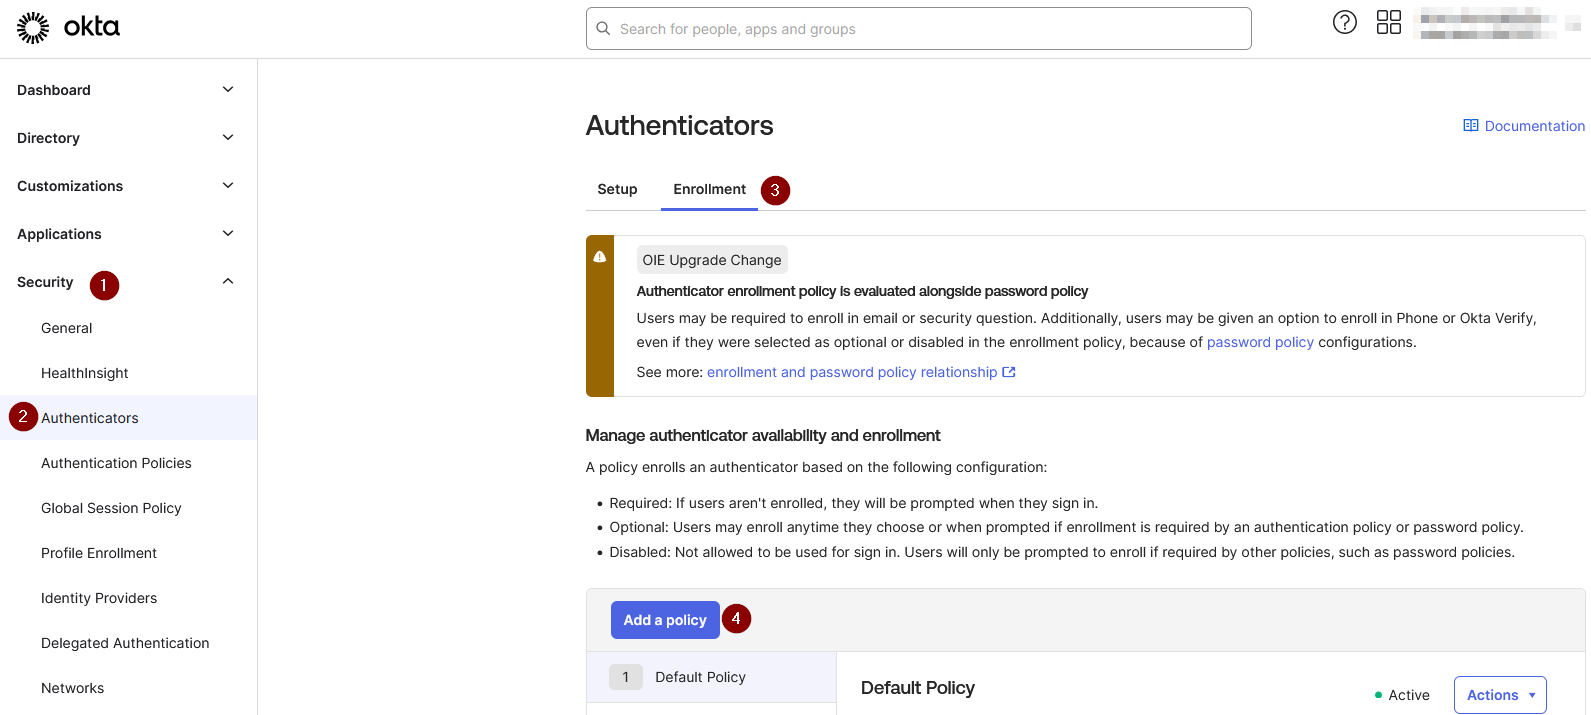 okta
Search for people, apps and groups
Dashboard
Directory
Customizations
Applications
Security 1
General
HealthInsight
2 Authenticators
Authentication Policies
Global Session Policy
Profile Enrollment
Identity Providers
Delegated Authentication
Networks
Authenticators
Documentation
Setup Enrollment 3
OIE Upgrade Change
Authenticator enrollment policy is evaluated alongside password policy
Users may be required to enroll in email or security question. Additionally, users may be given an option to enroll in Phone or Okta Verify,
even if they were selected as optional or disabled in the enrollment policy, because of password policy configurations.
See more: enrollment and password policy relationship
Manage authenticator availability and enrollment
A policy enrolls an authenticator based on the following configuration:
• Required: If users aren't enrolled, they will be prompted when they sign in.
• Optional: Users may enroll anytime they choose or when prompted if enrollment is required by an authentication policy or password policy.
• Disabled: Not allowed to be used for sign in. Users will only be prompted to enroll if required by other policies, such as password policies.
Add a policy 4
1 Default Policy
Default Policy
Active
Actions